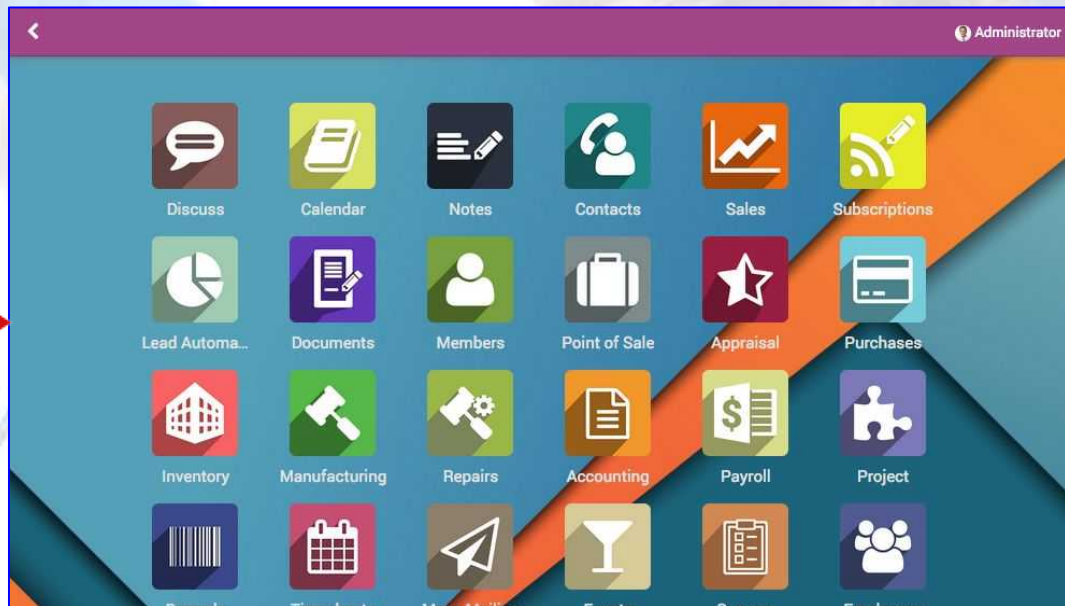 Administrator
Discuss Calendar Notes Contacts Sales Subscriptions
Lead Automa... Documents Members Point of Sale Appraisal Purchases
Inventory Manufacturing Repairs Accounting Payroll Project